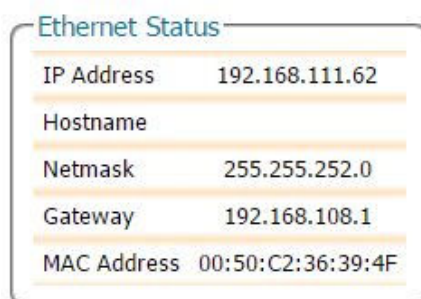 Ethernet Status
IP Address 192.168.111.62
Hostname
Netmask 255.255.252.0
Gateway 192.168.108.1
MAC Address 00:50:C2:36:39:4F